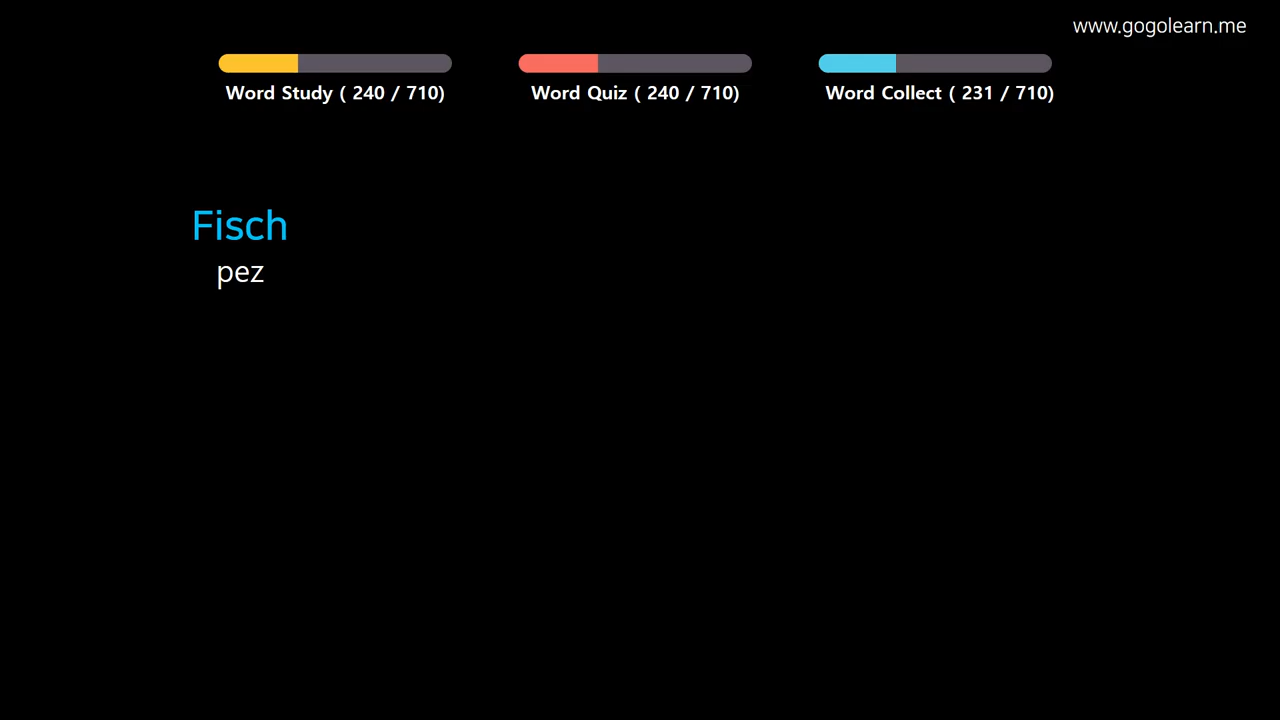 www.gogolearn.me
Word Study ( 240 / 710)
Word Quiz ( 240 / 710)
Word Collect ( 231 / 710)
Fisch
pez